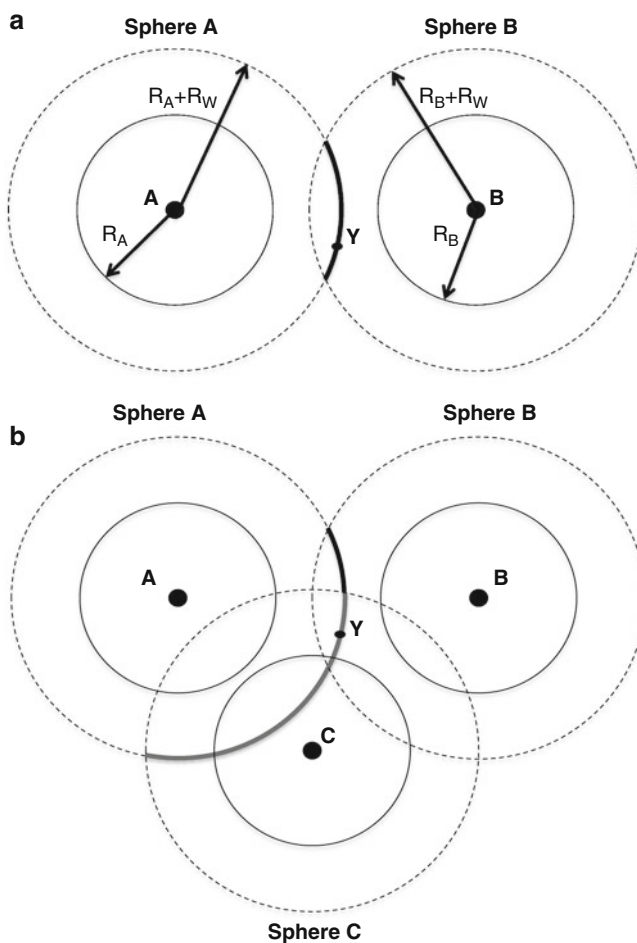 a
Sphere A Sphere B
R_A+R_W R_B+R_W
A B
R_A R_B
Y
b
Sphere A Sphere B
A B
Y
C
Sphere C